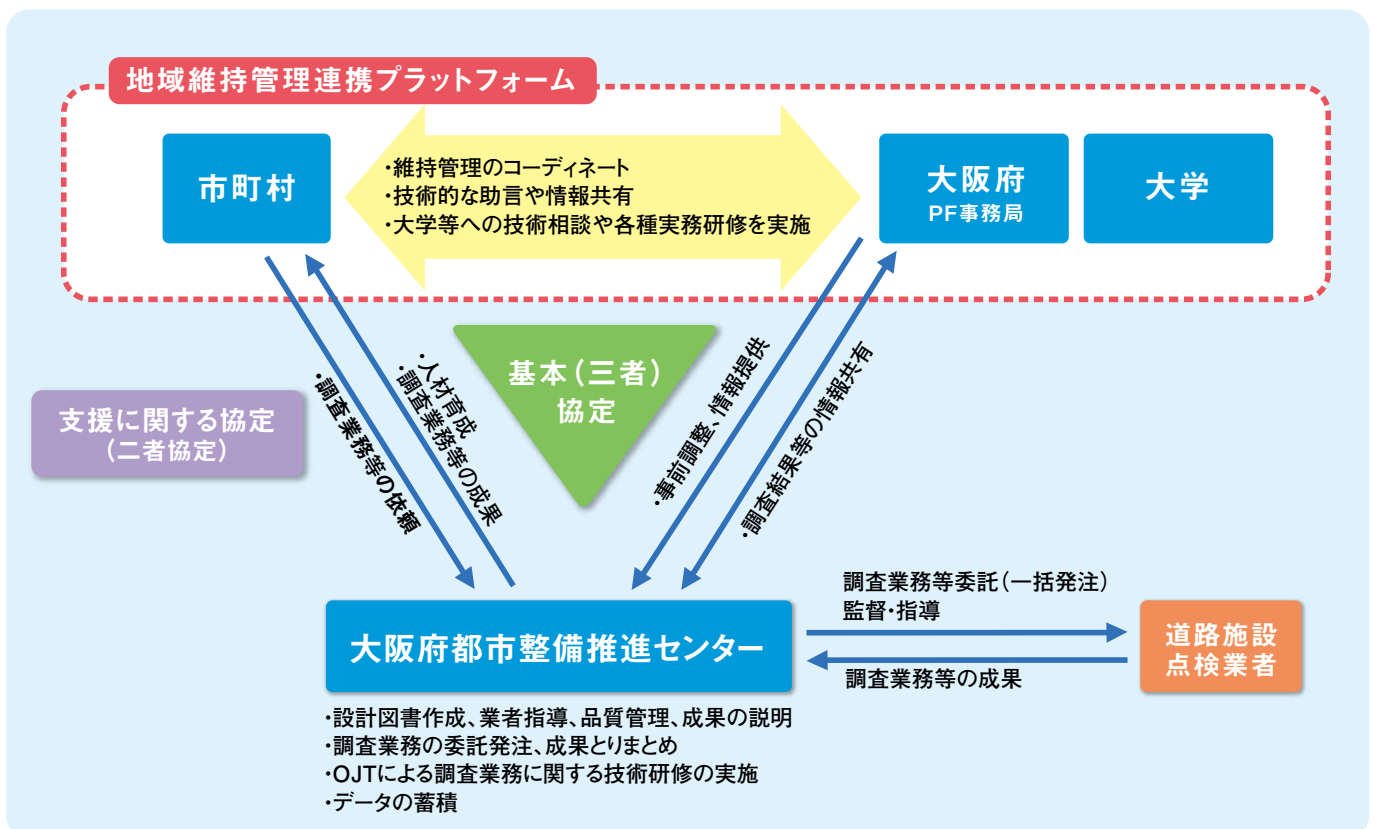 地域維持管理連携プラットフォーム
市町村
・維持管理のコーディネート
・技術的な助言や情報共有
・大学等への技術相談や各種実務研修を実施
大阪府
PF事務局
大学
支援に関する協定
(二者協定)
・調査業務等の依頼
・人材育成
・調査業務等の成果
基本(三者)
協定
・事前調整、情報提供
・調査結果等の情報共有
大阪府都市整備推進センター
調査業務等委託(一括発注)
監督・指導
調査業務等の成果
道路施設
点検業者
・設計図書作成、業者指導、品質管理、成果の説明
・調査業務の委託発注、成果とりまとめ
・OJTによる調査業務に関する技術研修の実施
・データの蓄積